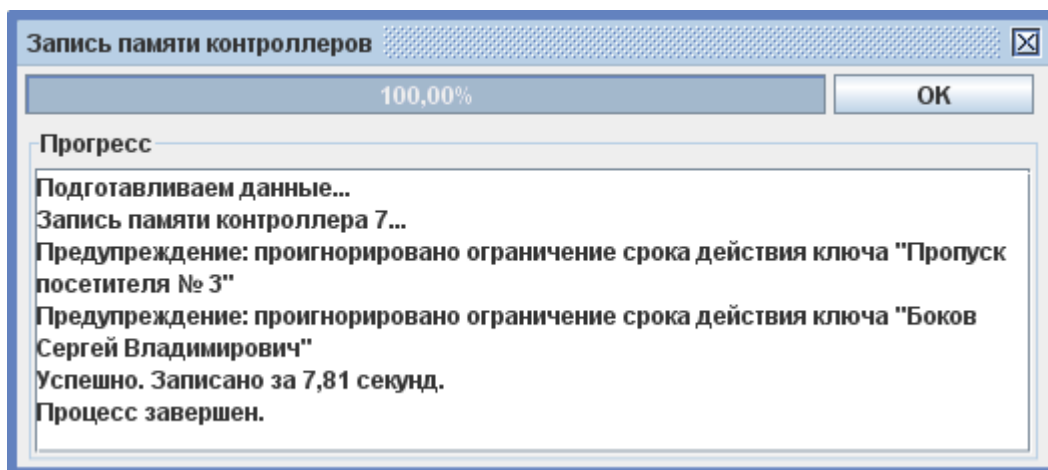 Запись памяти контроллеров
100,00%
OK
Прогресс
Подготавливаем данные...
Запись памяти контроллера 7...
Предупреждение: проигнорировано ограничение срока действия ключа "Пропуск
посетителя № 3"
Предупреждение: проигнорировано ограничение срока действия ключа "Боков
Сергей Владимирович"
Успешно. Записано за 7,81 секунд.
Процесс завершен.